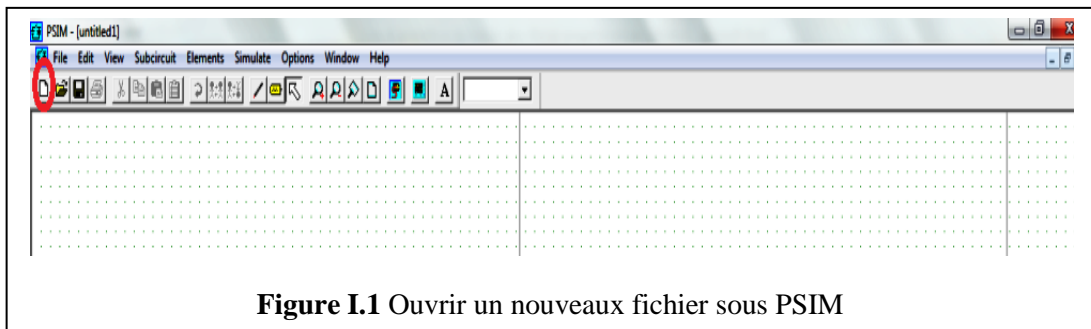 PSIM - [untitled1]
File Edit View Subcircuit Elements Simulate Options Window Help
A
Figure I.1 Ouvrir un nouveaux fichier sous PSIM